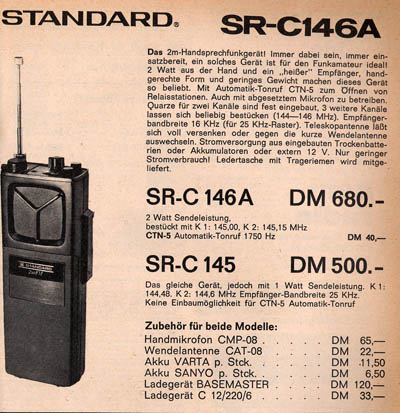 STANDARD® SR-C146A
Das 2m-Handsprechfunkgerät! Immer dabei sein, immer ein-
satzbereit, ein solches Gerät ist für den Funkamateur ideal!
2 Watt aus der Hand und ein „heißer" Empfänger, hand-
gerechte Form und geringes Gewicht machen dieses Gerät
so beliebt. Mit Automatik-Tonruf CTN-5 zum Öffnen von
Relaisstationen. Auch mit abgesetztem Mikrofon zu betreiben.
Quarze für zwei Kanäle sind fest eingebaut, 3 weitere Kanäle
lassen sich beliebig bestücken (144—146 MHz). Empfänger-
bandbreite 16 KHz (für 25 KHz-Raster). Teleskopantenne läßt
sich voll versenken oder gegen die kurze Wendelantenne
auswechseln. Stromversorgung aus eingebauten Trockenbatte-
rien oder Akkumulatoren oder extern 12 V. Nur geringer
Stromverbrauch! Ledertasche mit Trageriemen wird mitge-
liefert.
SR-C 146A DM 680.-
2 Watt Sendeleistung,
bestückt mit K 1: 145,00, K 2: 145,15 MHz
CTN-5 Automatik-Tonruf 1750 Hz DM 40,—
SR-C 145 DM 500.-
Das gleiche Gerät, jedoch mit 1 Watt Sendeleistung. K 1:
144,48. K 2: 144,6 MHz Empfänger-Bandbreite 25 KHz.
Keine Einbaumöglichkeit für CTN-5 Automatik-Tonruf
Zubehör für beide Modelle:
Handmikrofon CMP-08 . . . . DM 65,—
Wendelantenne CAT-08 . . . . DM 22,—
Akku VARTA p. Stck. . . . . DM 11,50
Akku SANYO p. Stck. . . . . DM 6,50
Ladegerät BASEMASTER . . . DM 120,—
Ladegerät C 12/220/6 . . . . DM 33,—
STANDARD